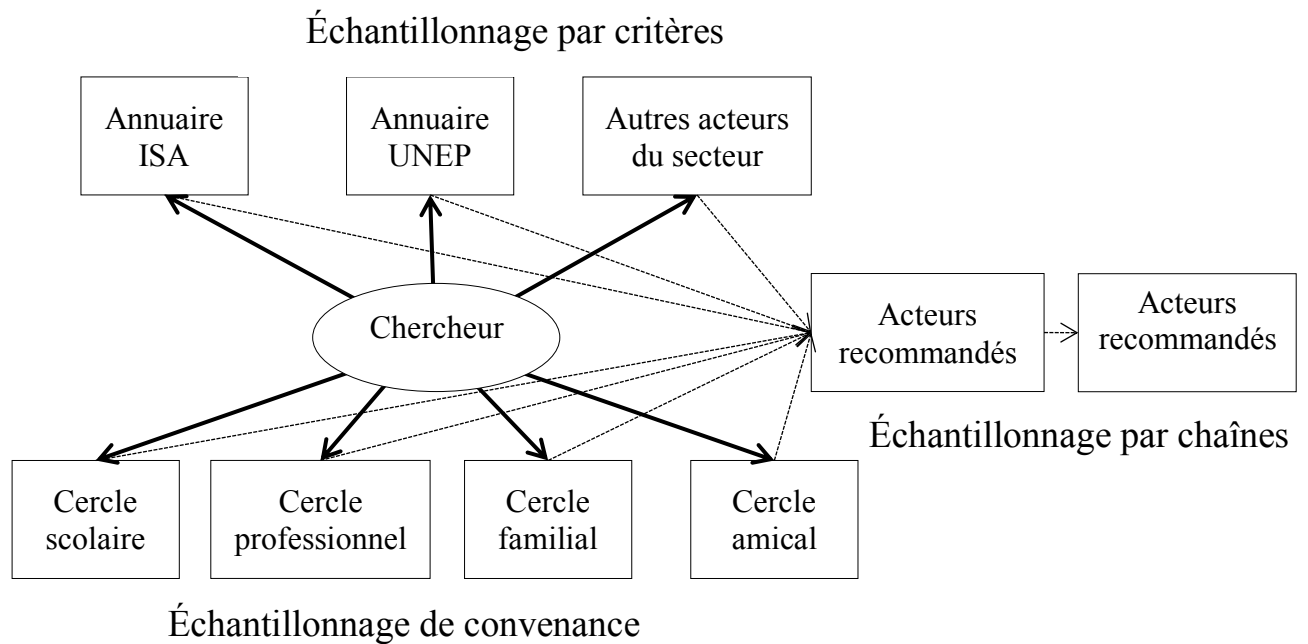 Échantillonnage par critères
Annuaire
ISA
Annuaire
UNEP
Autres acteurs
du secteur
Chercheur
Acteurs
recommandés
Acteurs
recommandés
Échantillonnage par chaînes
Cercle
scolaire
Cercle
professionnel
Cercle
familial
Cercle
amical
Échantillonnage de convenance